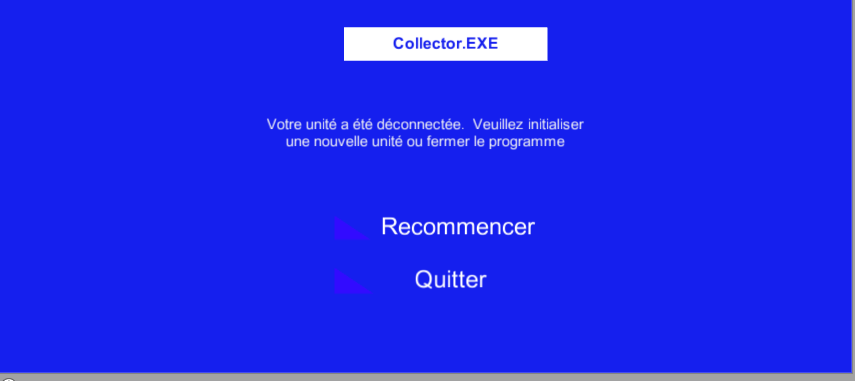 Collector.EXE
Votre unité a été déconnectée.  Veuillez initialiser
une nouvelle unité ou fermer le programme
Recommencer
Quitter